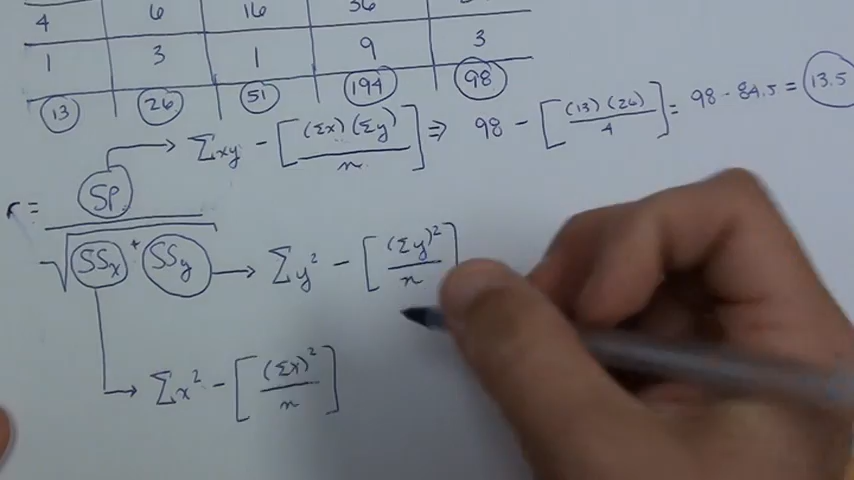 4 6 16 36
1 3 1 9 3
13 26 51 194 98
Σxy - [(Σx)(Σy)/n] ⇒ 98 - [(13)(26)/4] = 98 - 84.5 = 13.5
r = SP
√SSx + SSy → Σy² - [(Σy)²/n]
Σx² - [(Σx)²/n]